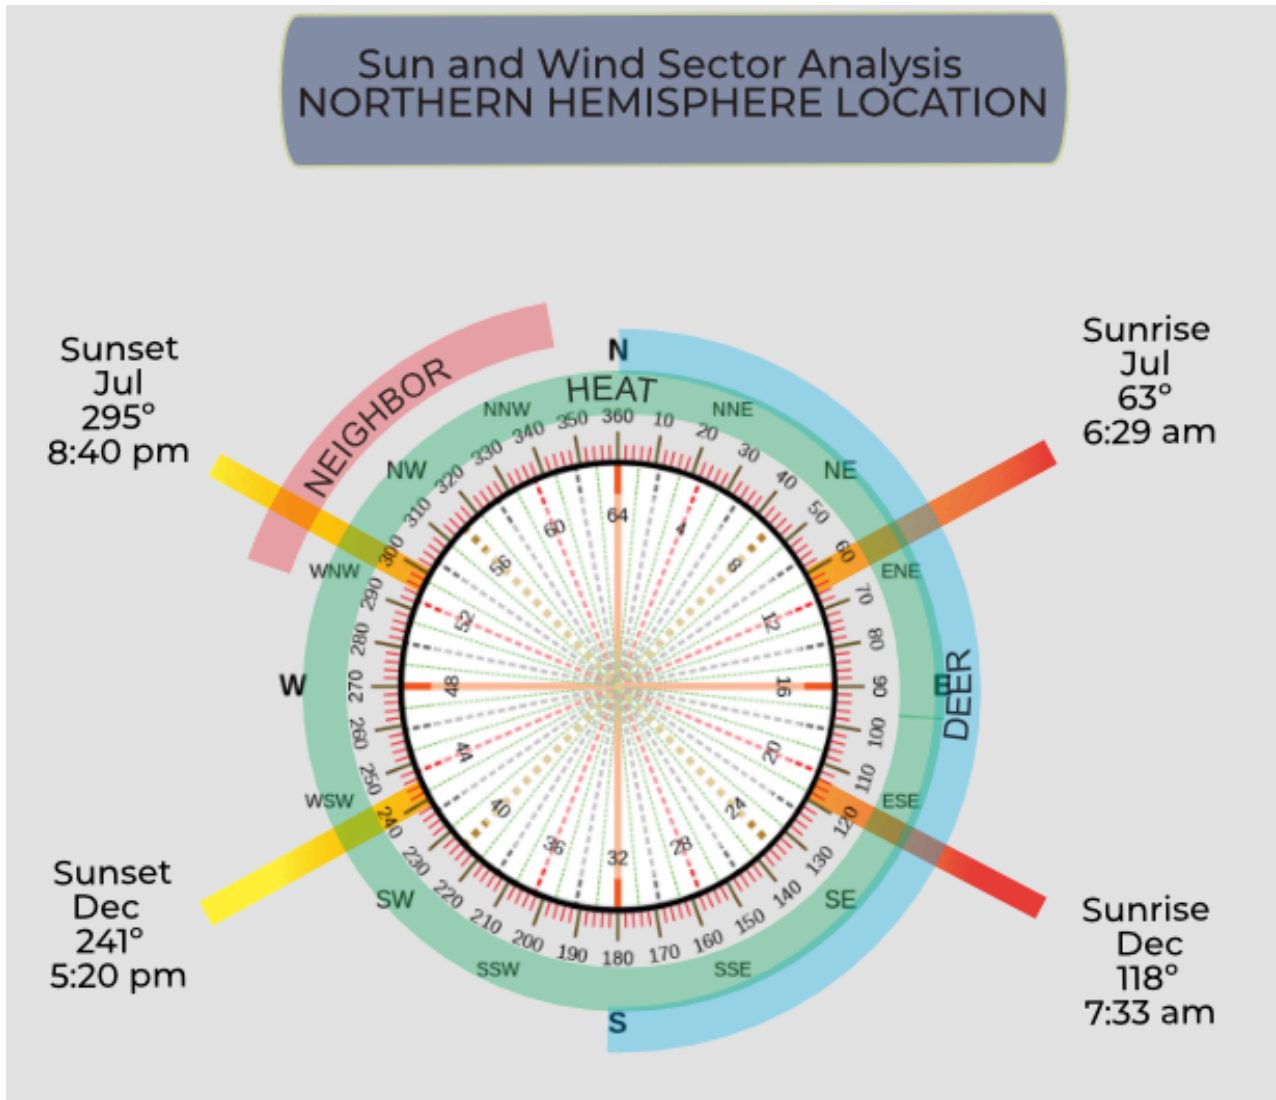 Sun and Wind Sector Analysis
NORTHERN HEMISPHERE LOCATION
Sunset
Jul
295º
8:40 pm
Sunrise
Jul
63º
6:29 am
NEIGHBOR
N
HEAT
NNW
NNE
NW
NE
WNW
ENE
W
E
DEER
WSW
ESE
SW
SE
SSW
SSE
S
360
10
20
30
40
50
60
70
80
90
100
110
120
130
140
150
160
170
180
190
200
210
220
230
240
250
260
270
280
290
300
310
320
330
340
350
64
4
8
12
16
20
24
28
32
36
40
44
48
52
56
60
Sunset
Dec
241º
5:20 pm
Sunrise
Dec
118º
7:33 am